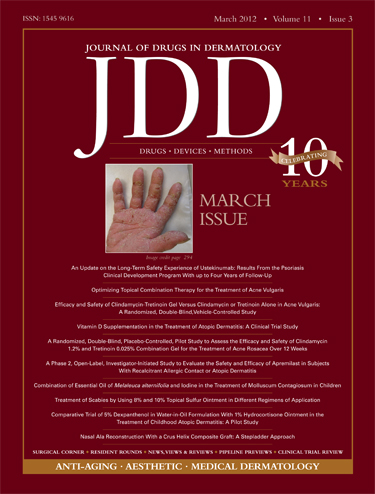 ISSN: 1545 9616
March 2012 • Volume 11 • Issue 3
JOURNAL OF DRUGS IN DERMATOLOGY
JDD
DRUGS • DEVICES • METHODS
CELEBRATING
10
YEARS
MARCH
ISSUE
Image credit page 294
An Update on the Long-Term Safety Experience of Ustekinumab: Results From the Psoriasis
Clinical Development Program With up to Four Years of Follow-Up
Optimizing Topical Combination Therapy for the Treatment of Acne Vulgaris
Efficacy and Safety of Clindamycin-Tretinoin Gel Versus Clindamycin or Tretinoin Alone in Acne Vulgaris:
A Randomized, Double-Blind,Vehicle-Controlled Study
Vitamin D Supplementation in the Treatment of Atopic Dermatitis: A Clinical Trial Study
A Randomized, Double-Blind, Placebo-Controlled, Pilot Study to Assess the Efficacy and Safety of Clindamycin
1.2% and Tretinoin 0.025% Combination Gel for the Treatment of Acne Rosacea Over 12 Weeks
A Phase 2, Open-Label, Investigator-Initiated Study to Evaluate the Safety and Efficacy of Apremilast in Subjects
With Recalcitrant Allergic Contact or Atopic Dermatitis
Combination of Essential Oil of Melaleuca alternifolia and Iodine in the Treatment of Molluscum Contagiosum in Children
Treatment of Scabies Using 8% and 10% Topical Sulfur Ointment in Different Regimens of Application
Comparative Trial of 5% Dexpanthenol in Water-in-Oil Formulation With 1% Hydrocortisone Ointment in the
Treatment of Childhood Atopic Dermatitis: A Pilot Study
Nasal Ala Reconstruction With a Crus Helix Composite Graft: A Stepladder Approach
SURGICAL CORNER • RESIDENT ROUNDS • NEWS,VIEWS & REVIEWS • PIPELINE PREVIEWS • CLINICAL TRIAL REVIEW
ANTI-AGING • AESTHETIC • MEDICAL DERMATOLOGY